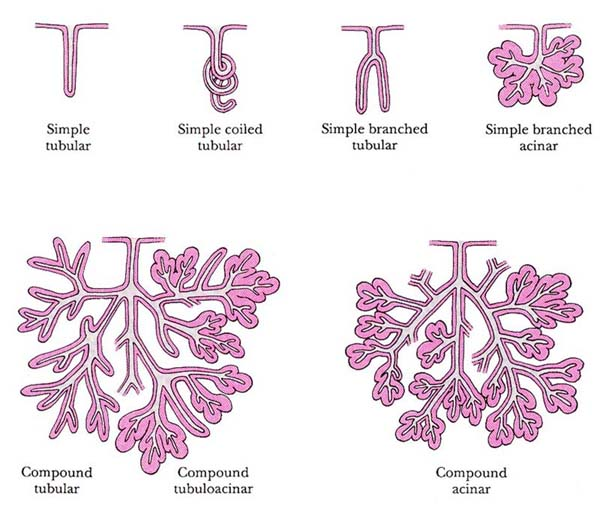 Simple
tubular
Simple coiled
tubular
Simple branched
tubular
Simple branched
acinar
Compound
tubular
Compound
tubuloacinar
Compound
acinar